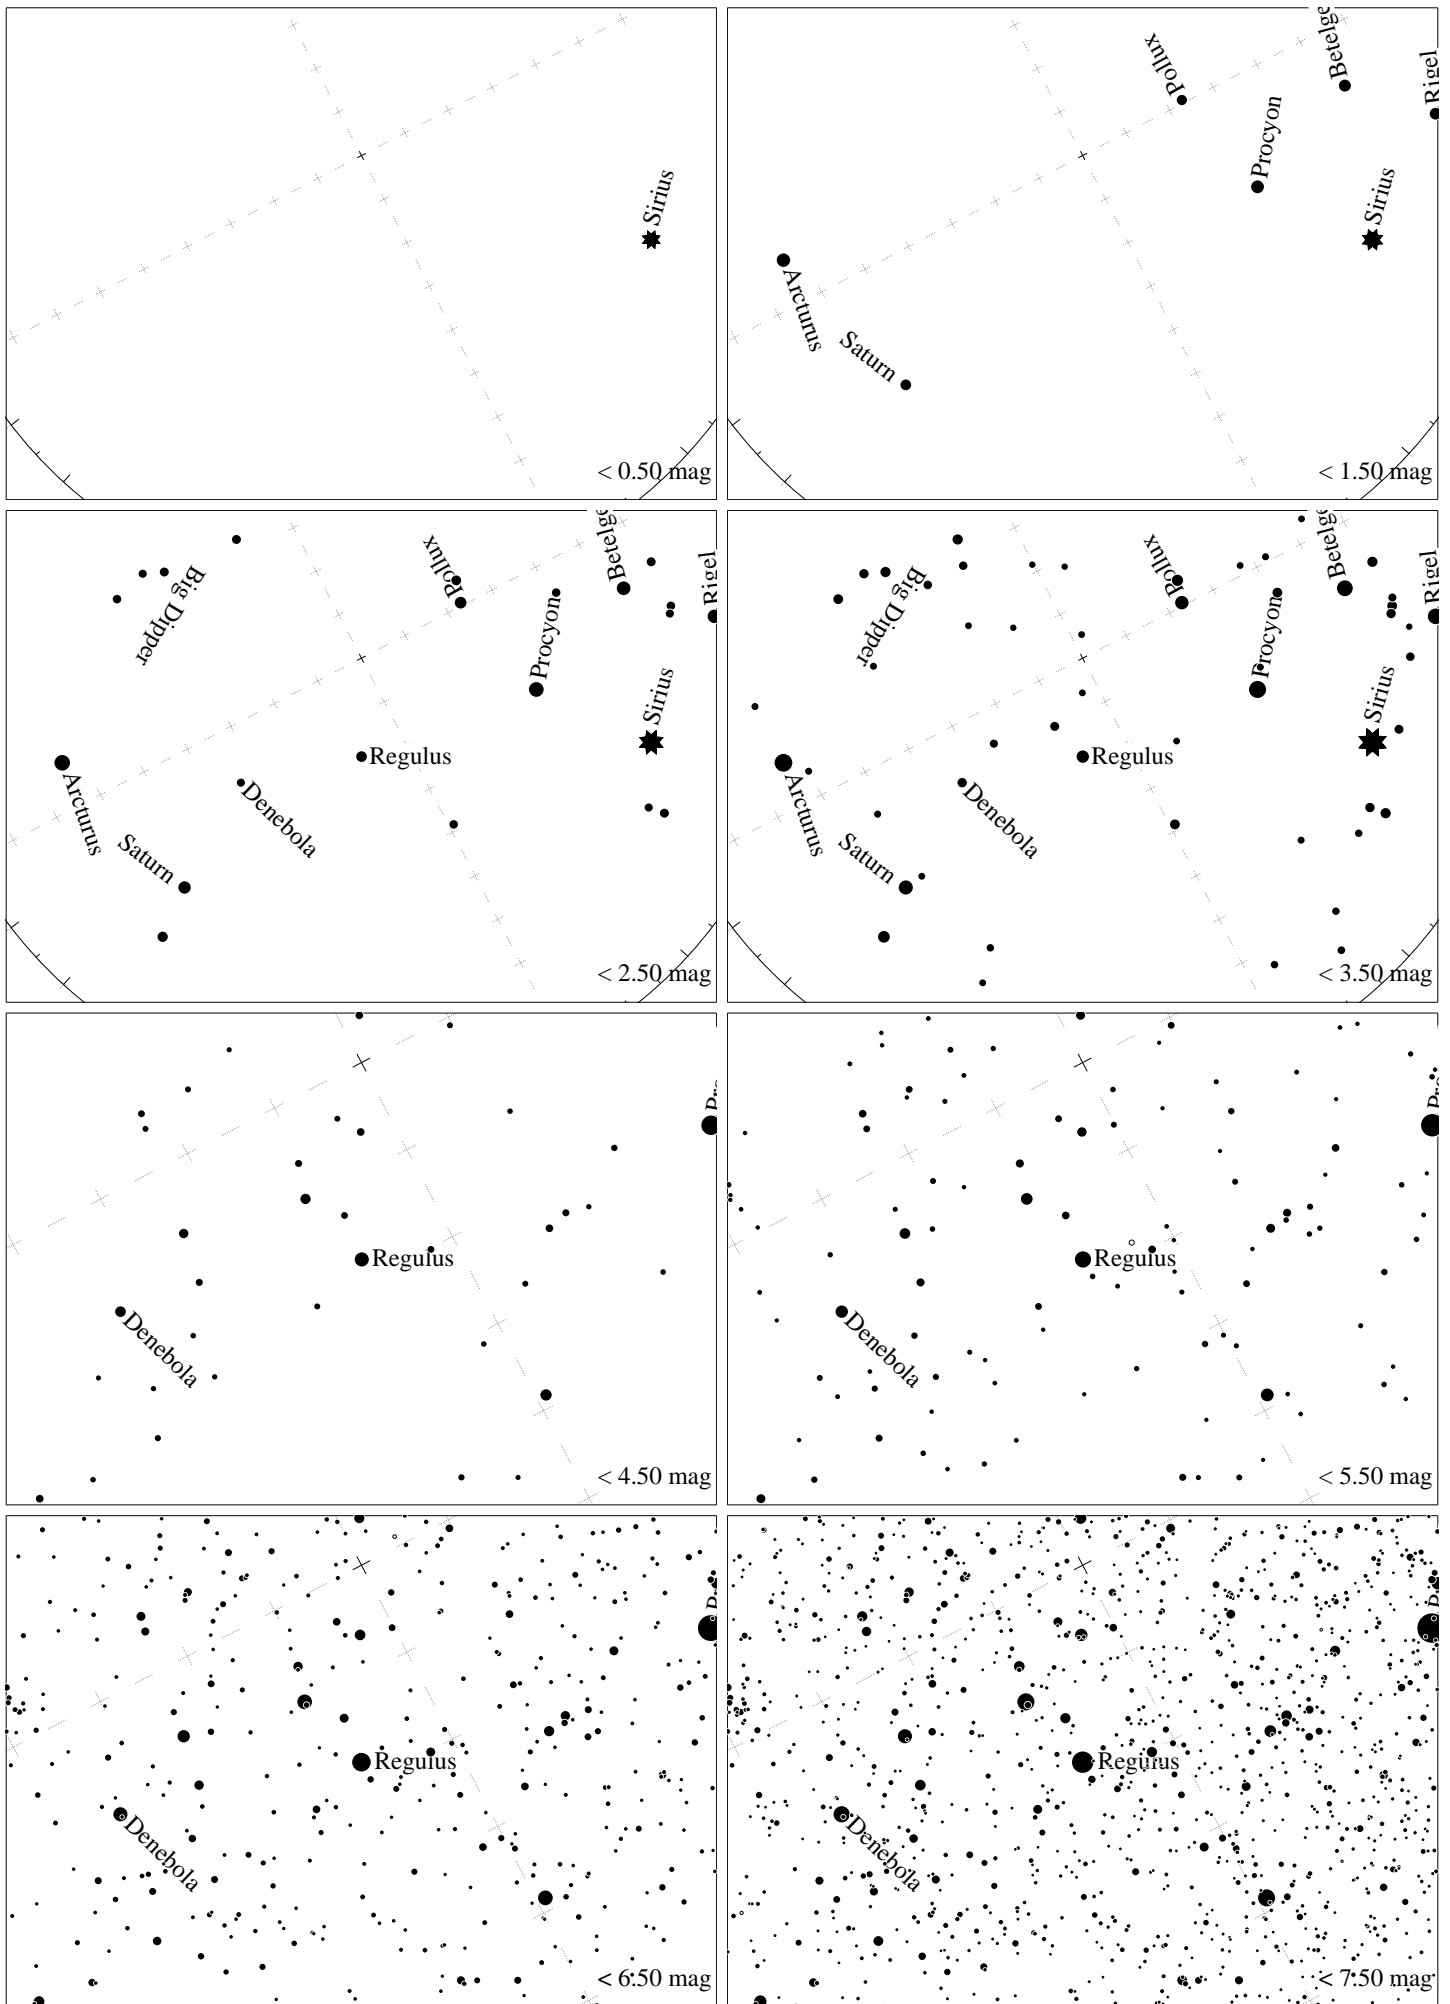 Sirius
< 0.50 mag
Pollux
Betelge
Rigel
Procyon
Sirius
Arcturus
Saturn
< 1.50 mag
Big Dipper
Pollux
Betelge
Rigel
Procyon
Sirius
Regulus
Denebola
Arcturus
Saturn
< 2.50 mag
Big Dipper
Pollux
Betelge
Rigel
Procyon
Sirius
Regulus
Denebola
Arcturus
Saturn
< 3.50 mag
Regulus
Denebola
< 4.50 mag
Pro
Regulus
Denebola
< 5.50 mag
Regulus
Denebola
< 6.50 mag
Regulus
Denebola
< 7.50 mag